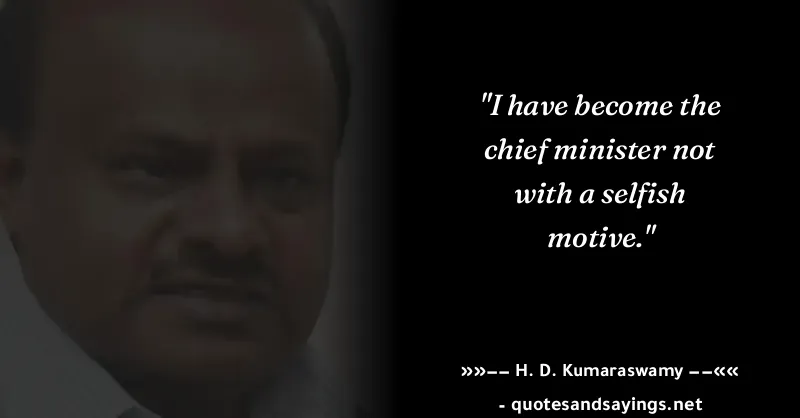 "I have become the
chief minister not
with a selfish
motive."
»»–– H. D. Kumaraswamy ––««
- quotesandsayings.net